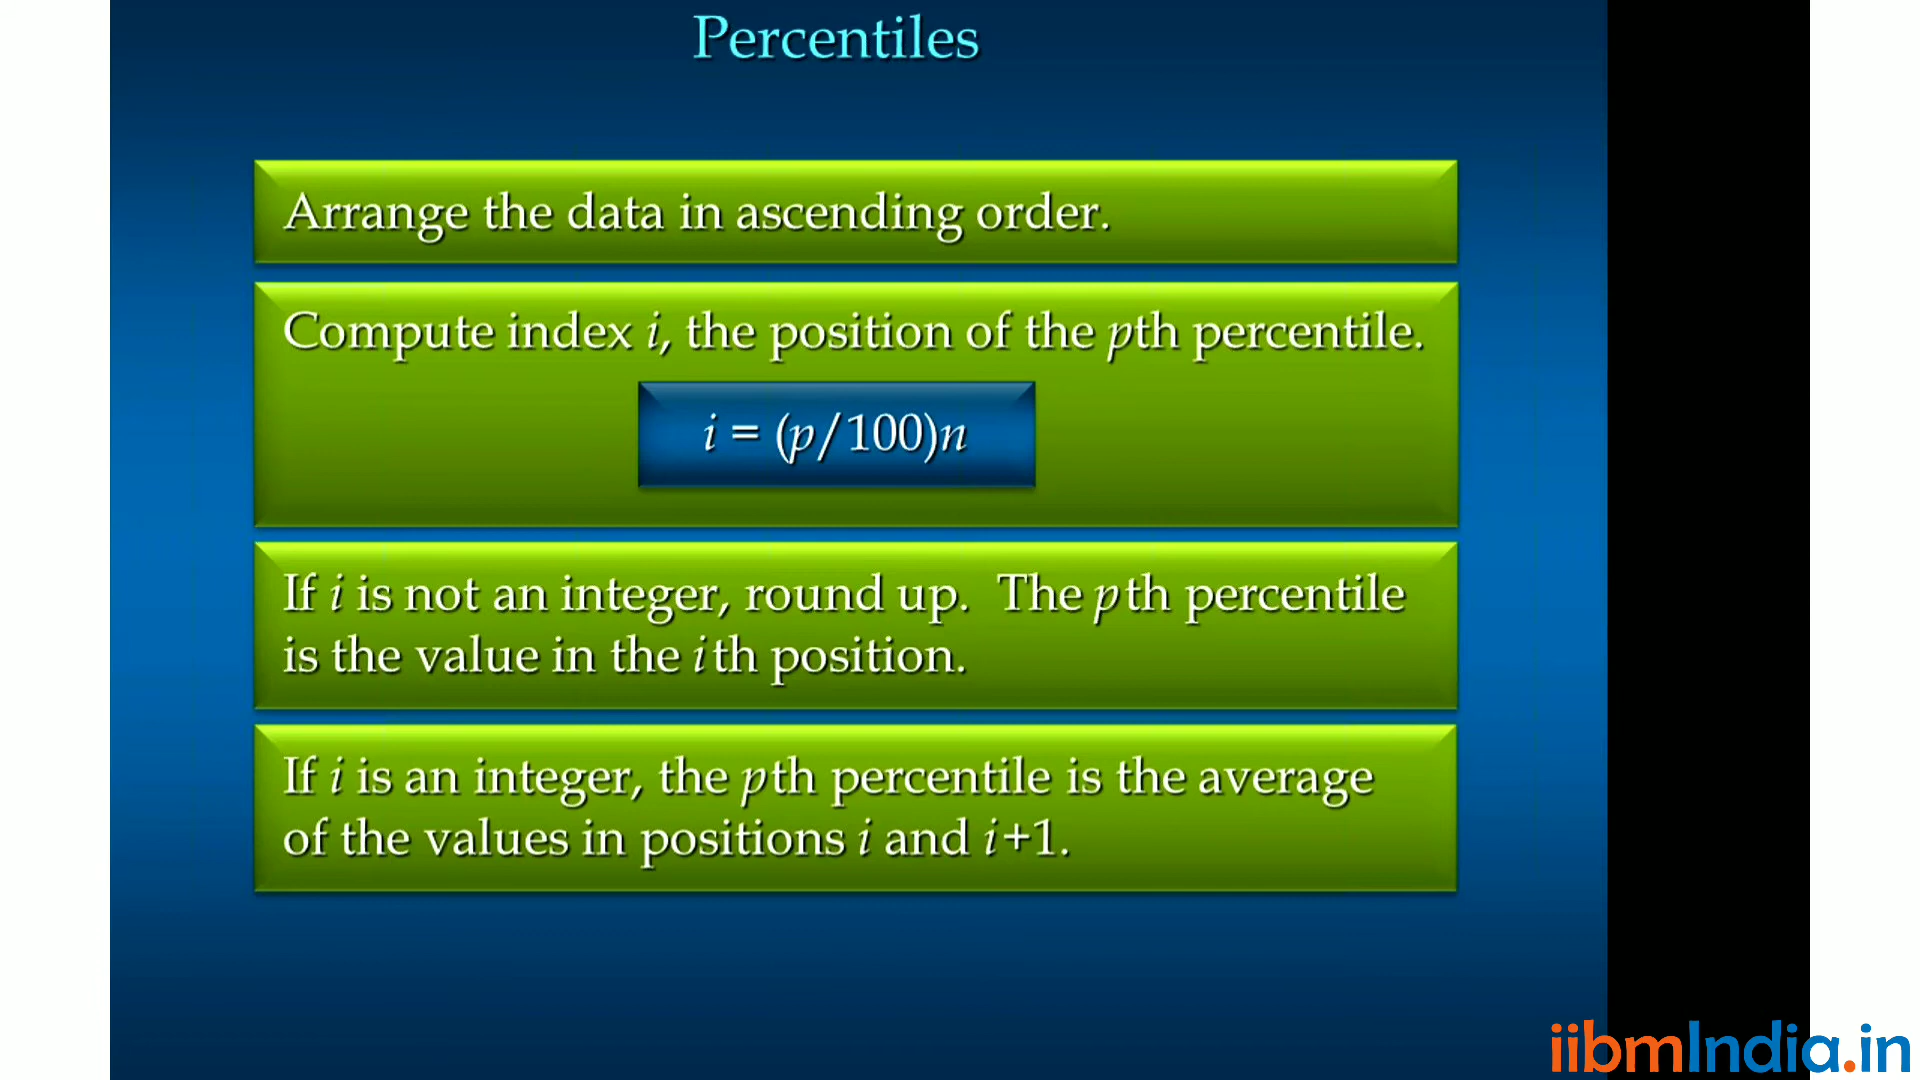 Percentiles
Arrange the data in ascending order.
Compute index i, the position of the pth percentile.
i = (p/100)n
If i is not an integer, round up. The pth percentile
is the value in the ith position.
If i is an integer, the pth percentile is the average
of the values in positions i and i+1.
iibmIndia.in